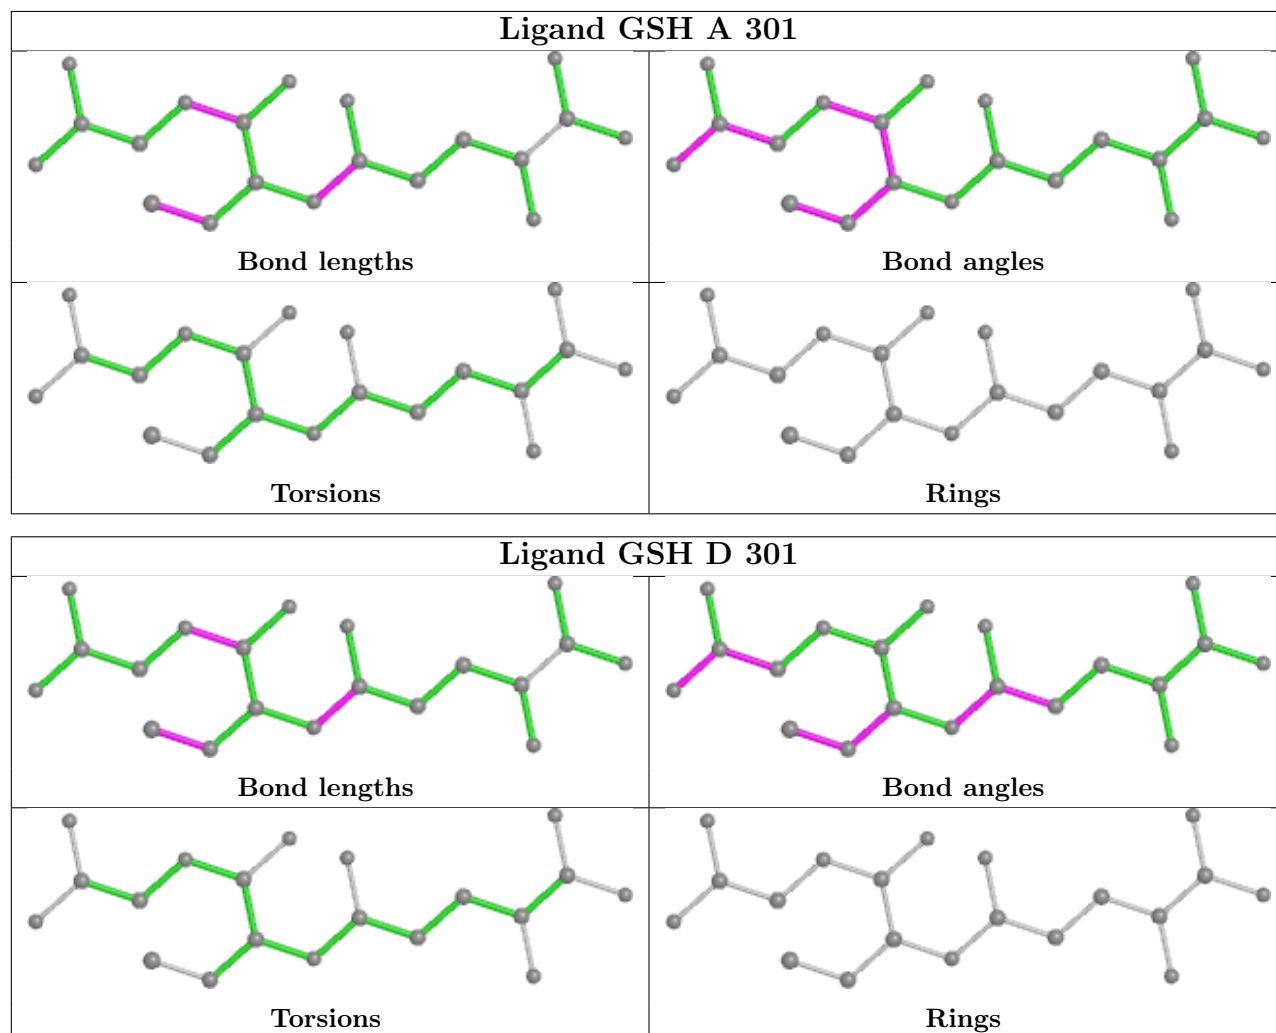 Ligand GSH A 301
Bond lengths
Bond angles
Torsions
Rings
Ligand GSH D 301
Bond lengths
Bond angles
Torsions
Rings